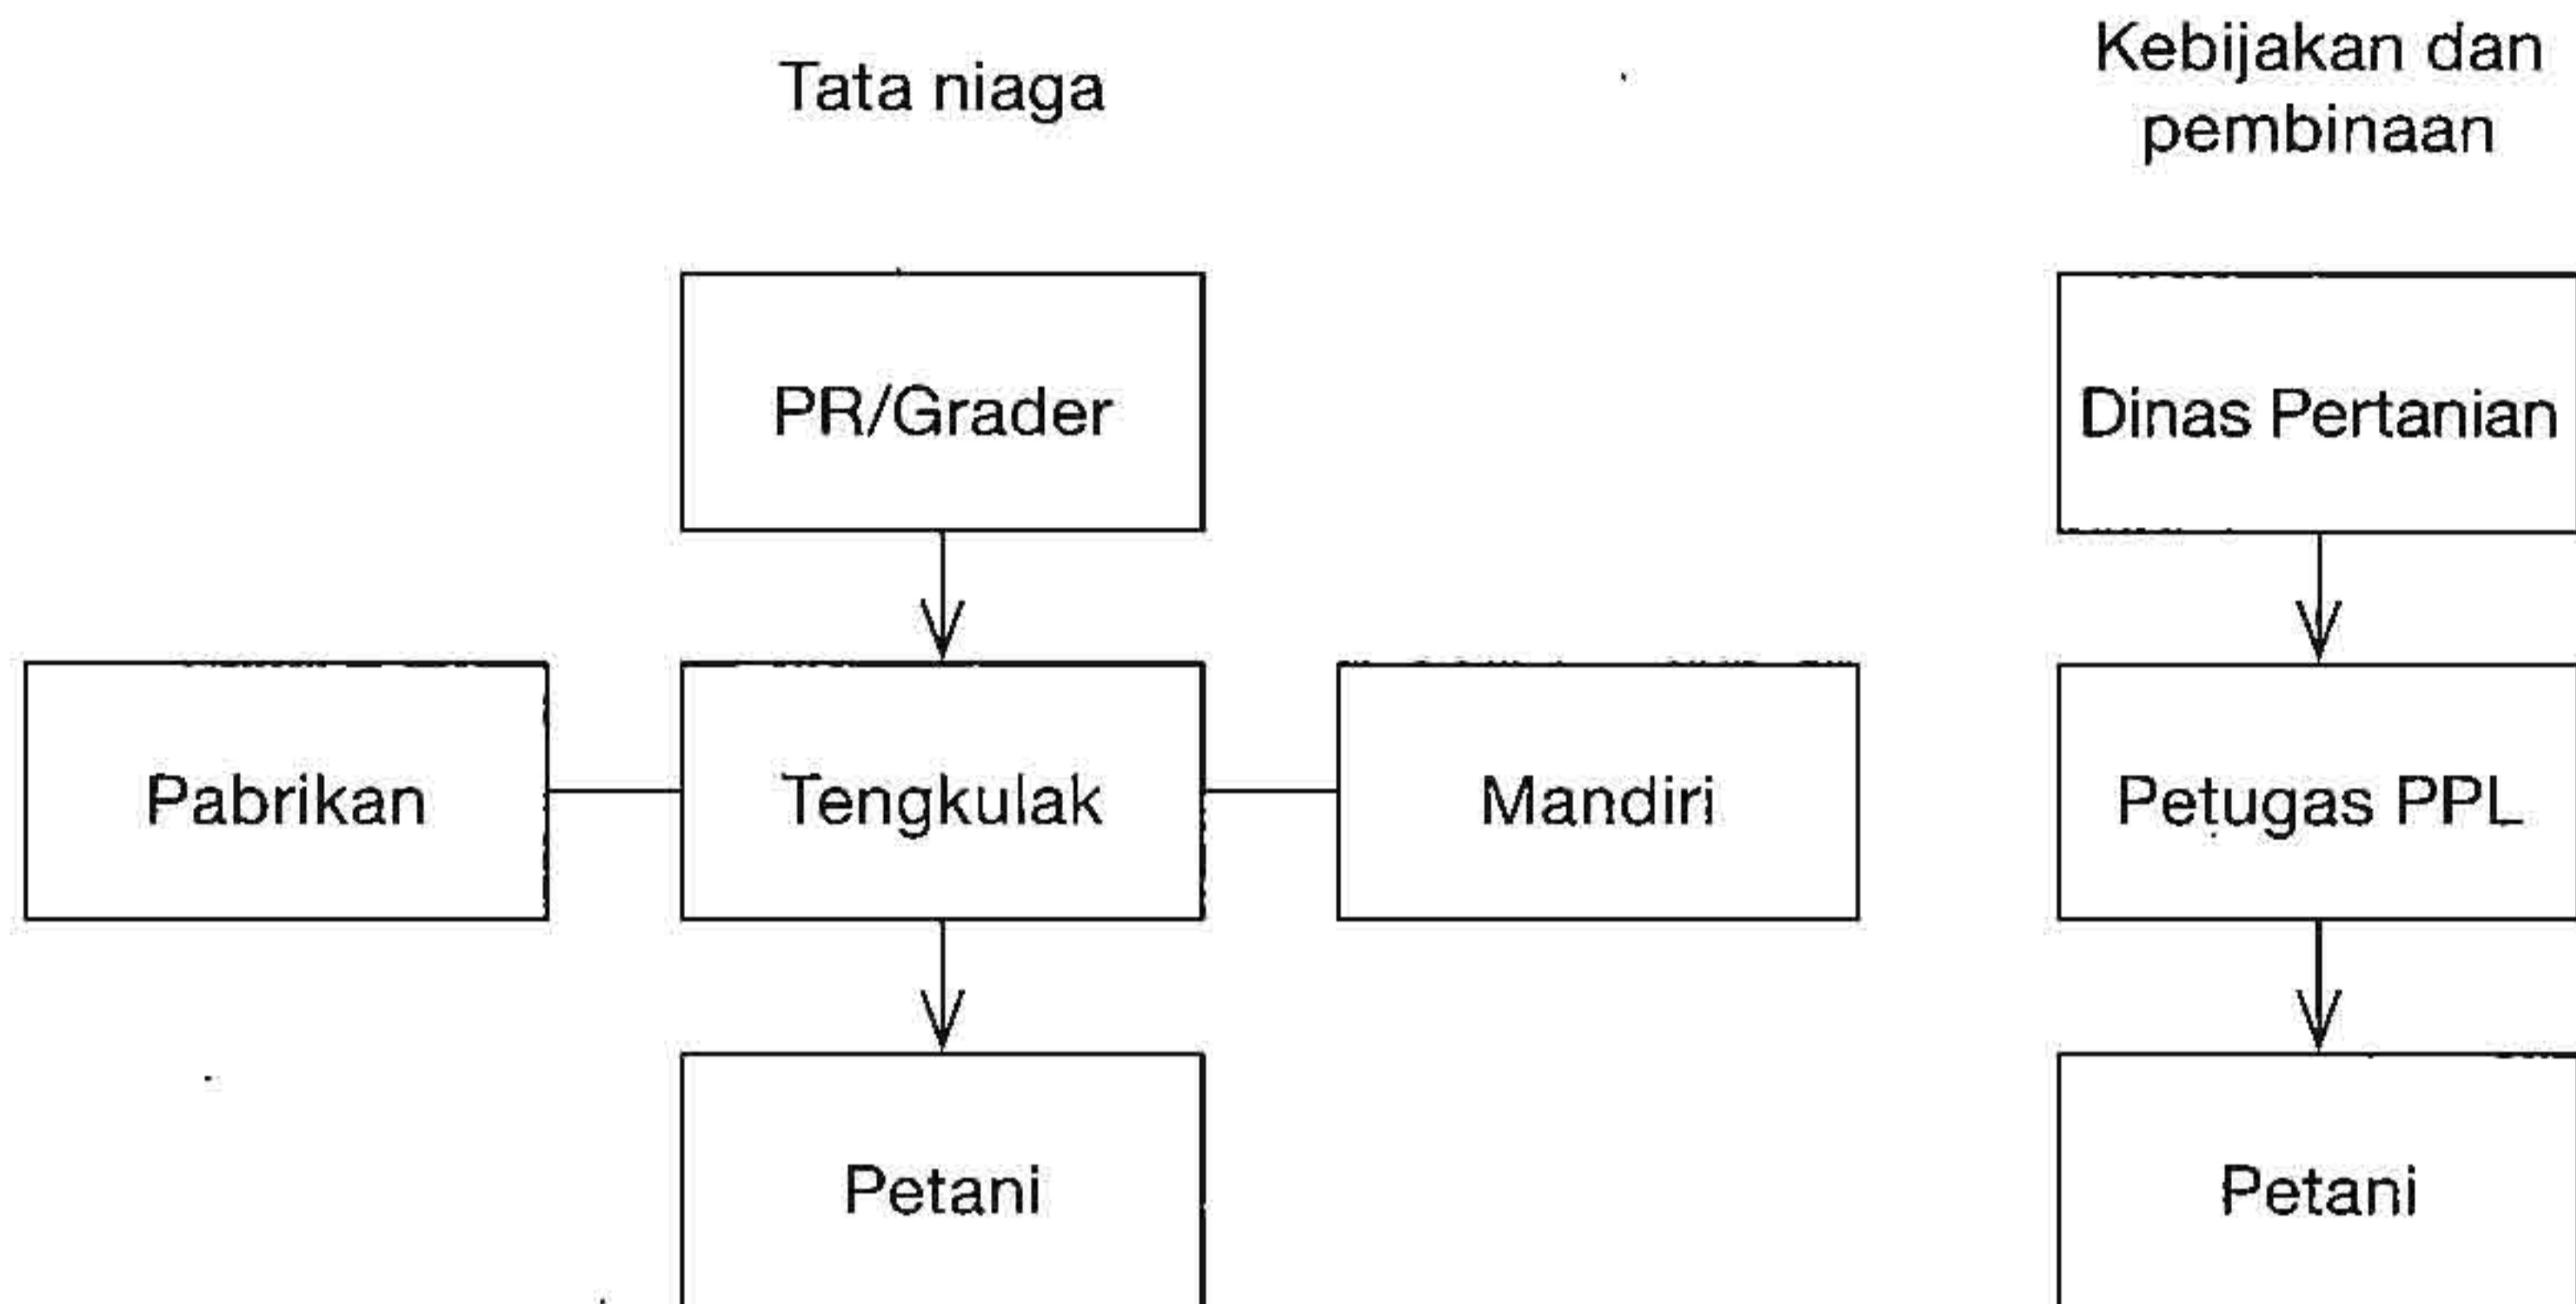 Tata niaga
Kebijakan dan
pembinaan
PR/Grader
Dinas Pertanian
Pabrikan
Tengkulak
Mandiri
Petugas PPL
Petani
Petani